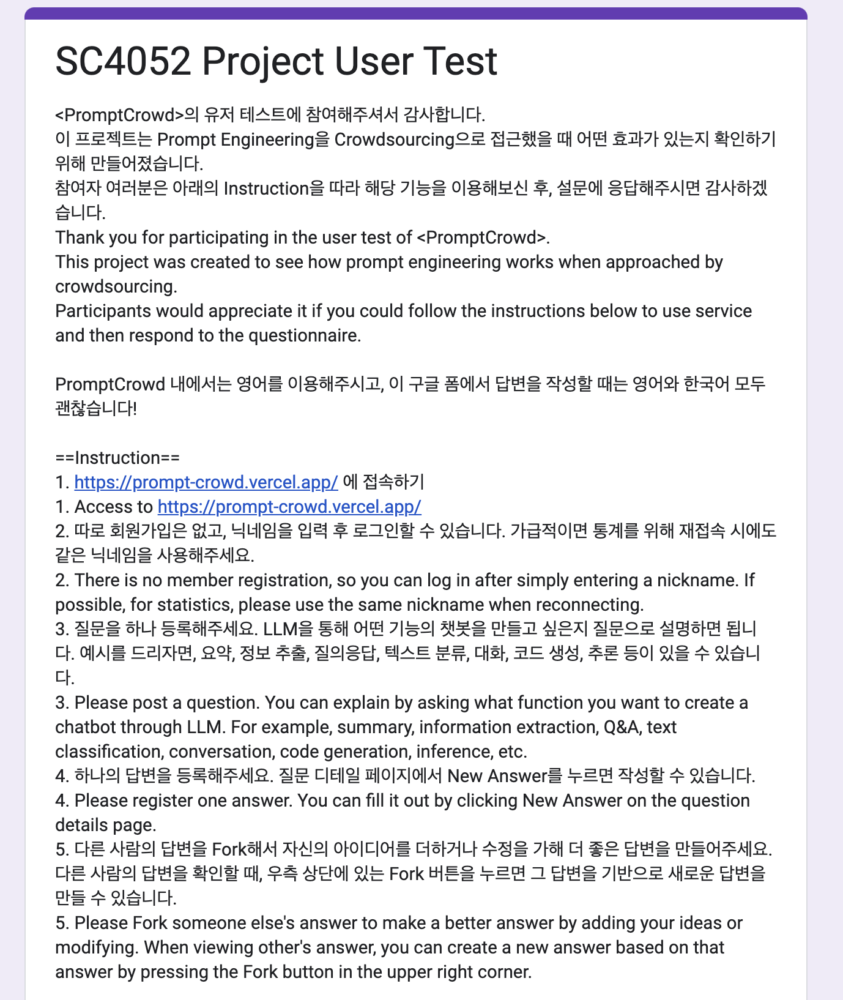 SC4052 Project User Test
<PromptCrowd>의 유저 테스트에 참여해주셔서 감사합니다.
이 프로젝트는 Prompt Engineering을 Crowdsourcing으로 접근했을 때 어떤 효과가 있는지 확인하기
위해 만들어졌습니다.
참여자 여러분은 아래의 Instruction을 따라 해당 기능을 이용해보신 후, 설문에 응답해주시면 감사하겠
습니다.
Thank you for participating in the user test of <PromptCrowd>.
This project was created to see how prompt engineering works when approached by
crowdsourcing.
Participants would appreciate it if you could follow the instructions below to use service
and then respond to the questionnaire.
PromptCrowd 내에서는 영어를 이용해주시고, 이 구글 폼에서 답변을 작성할 때는 영어와 한국어 모두
괜찮습니다!
==Instruction==
1. https://prompt-crowd.vercel.app/ 에 접속하기
1. Access to https://prompt-crowd.vercel.app/
2. 따로 회원가입은 없고, 닉네임을 입력 후 로그인할 수 있습니다. 가급적이면 통계를 위해 재접속 시에도
같은 닉네임을 사용해주세요.
2. There is no member registration, so you can log in after simply entering a nickname. If
possible, for statistics, please use the same nickname when reconnecting.
3. 질문을 하나 등록해주세요. LLM을 통해 어떤 기능의 챗봇을 만들고 싶은지 질문으로 설명하면 됩니
다. 예시를 드리자면, 요약, 정보 추출, 질의응답, 텍스트 분류, 대화, 코드 생성, 추론 등이 있을 수 있습니
다.
3. Please post a question. You can explain by asking what function you want to create a
chatbot through LLM. For example, summary, information extraction, Q&A, text
classification, conversation, code generation, inference, etc.
4. 하나의 답변을 등록해주세요. 질문 디테일 페이지에서 New Answer를 누르면 작성할 수 있습니다.
4. Please register one answer. You can fill it out by clicking New Answer on the question
details page.
5. 다른 사람의 답변을 Fork해서 자신의 아이디어를 더하거나 수정을 가해 더 좋은 답변을 만들어주세요.
다른 사람의 답변을 확인할 때, 우측 상단에 있는 Fork 버튼을 누르면 그 답변을 기반으로 새로운 답변을
만들 수 있습니다.
5. Please Fork someone else's answer to make a better answer by adding your ideas or
modifying. When viewing other's answer, you can create a new answer based on that
answer by pressing the Fork button in the upper right corner.